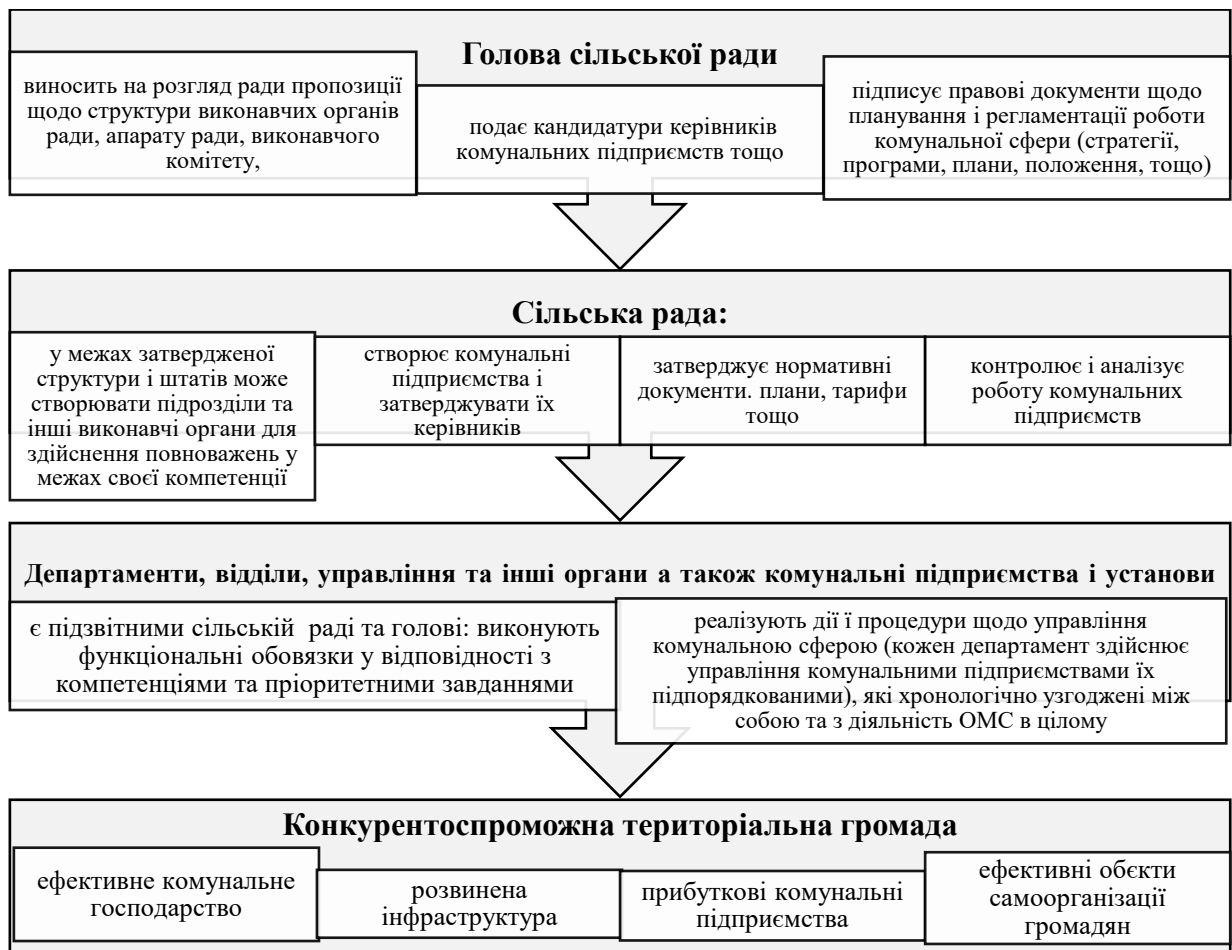 Голова сільської ради
виносить на розгляд ради пропозиції
щодо структури виконавчих органів
ради, апарату ради, виконавчого
комітету,
подає кандидатури керівників
комунальних підприємств тощо
підписує правові документи щодо
планування і регламентації роботи
комунальної сфери (стратегії,
програми, плани, положення, тощо)
Сільська рада:
у межах затвердженої
структури і штатів може
створювати підрозділи та
інші виконавчі органи для
здійснення повноважень у
межах своєї компетенції
створює комунальні
підприємства і
затверджувати їх
керівників
затверджує нормативні
документи. плани, тарифи
тощо
контролює і аналізує
роботу комунальних
підприємств
Департаменти, відділи, управління та інші органи а також комунальні підприємства і установи
є підзвітними сільській раді та голові: виконують
функціональні обовязки у відповідності з
компетенціями та пріоритетними завданнями
реалізують дії ї процедури щодо управління
комунальною сферою (кожен департамент здійснює
управління комунальними підприємствами їх
підпорядкованими), які хронологічно узгоджені між
собою та з діяльність ОМС в цілому
Конкурентоспроможна територіальна громада
ефективне комунальне
господарство
розвинена
інфраструктура
прибуткові комунальні
підприємства
ефективні обєкти
самоорганізації
громадян